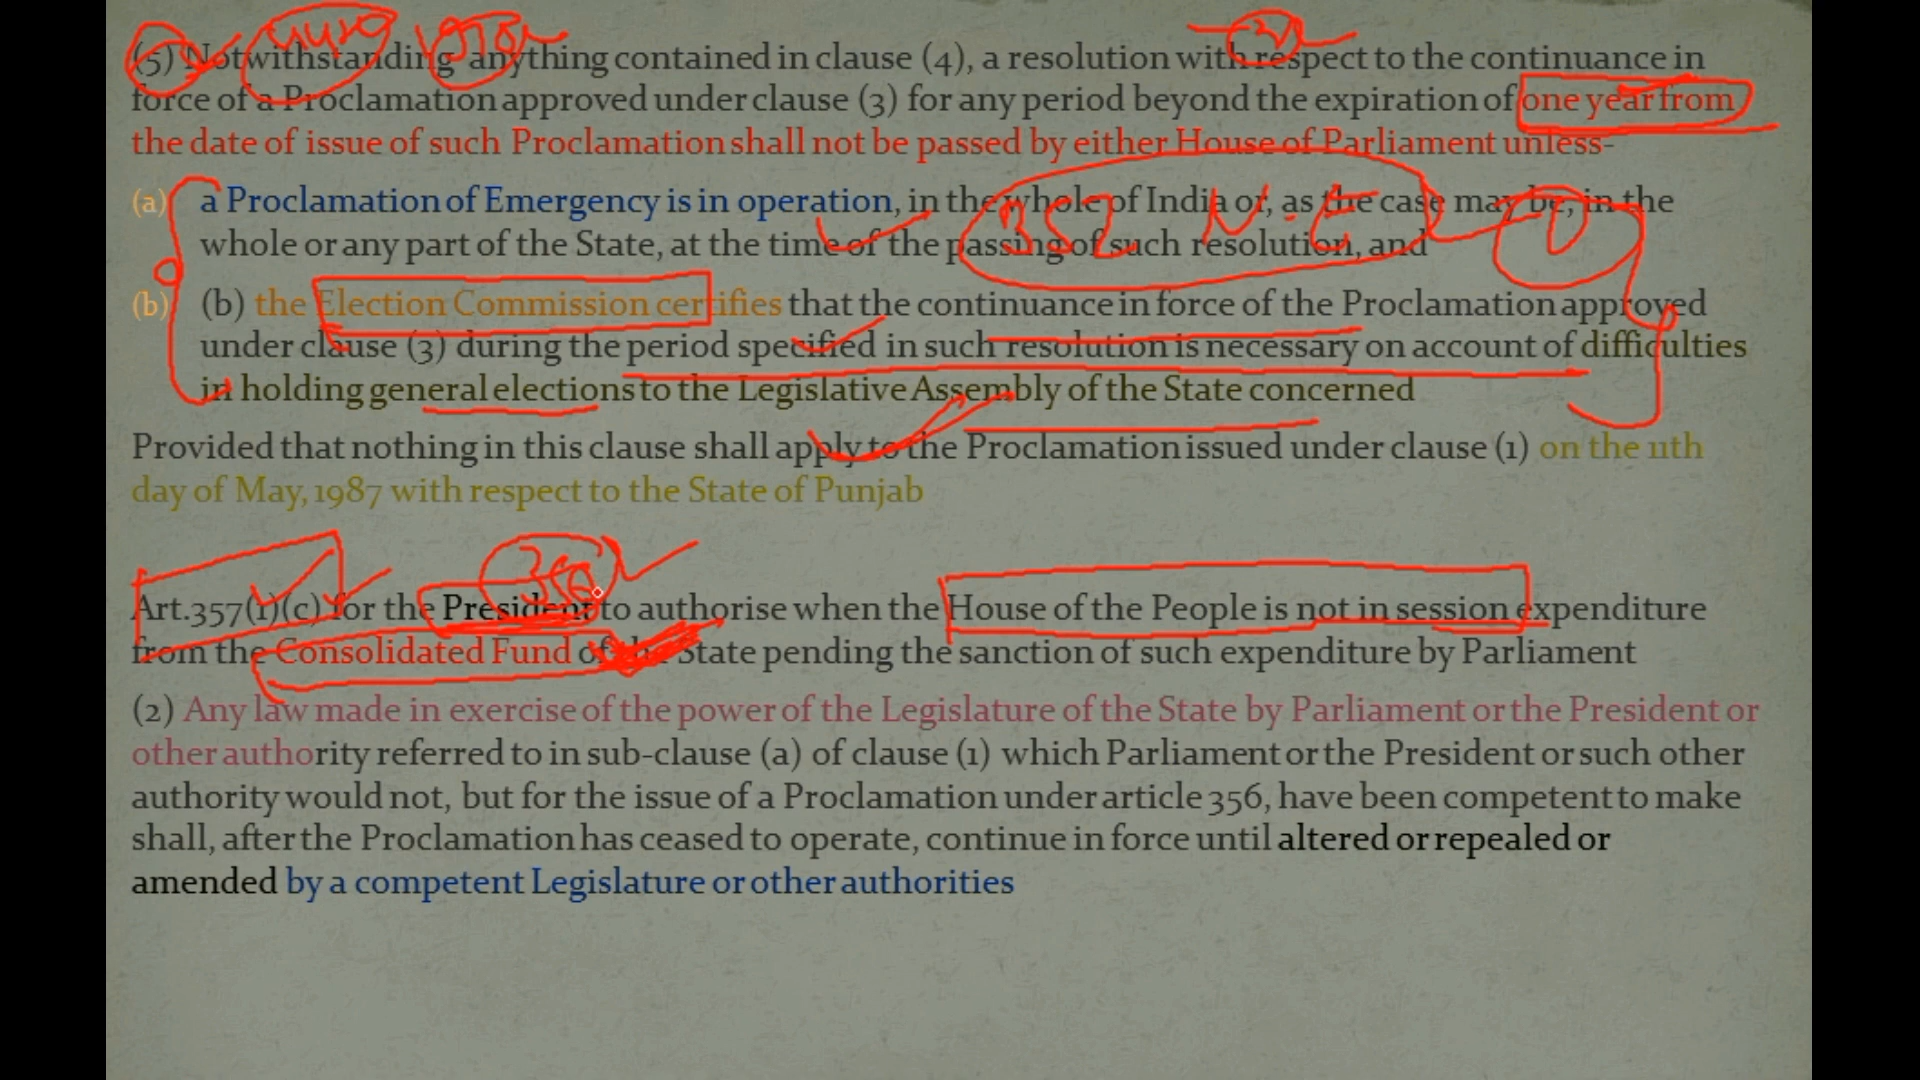 (5) Notwithstanding anything contained in clause (4), a resolution with respect to the continuance in
force of a Proclamation approved under clause (3) for any period beyond the expiration of one year from
the date of issue of such Proclamation shall not be passed by either House of Parliament unless-
(a) a Proclamation of Emergency is in operation, in the whole of India or, as the case may be, in the
whole or any part of the State, at the time of the passing of such resolution, and
352 N.E
(b) (b) the Election Commission certifies that the continuance in force of the Proclamation approved
under clause (3) during the period specified in such resolution is necessary on account of difficulties
in holding general elections to the Legislative Assembly of the State concerned
Provided that nothing in this clause shall apply to the Proclamation issued under clause (1) on the 11th
day of May, 1987 with respect to the State of Punjab
Art.357(1)(c) for the President to authorise when the House of the People is not in session expenditure
from the Consolidated Fund of the State pending the sanction of such expenditure by Parliament
(2) Any law made in exercise of the power of the Legislature of the State by Parliament or the President or
other authority referred to in sub-clause (a) of clause (1) which Parliament or the President or such other
authority would not, but for the issue of a Proclamation under article 356, have been competent to make
shall, after the Proclamation has ceased to operate, continue in force until altered or repealed or
amended by a competent Legislature or other authorities